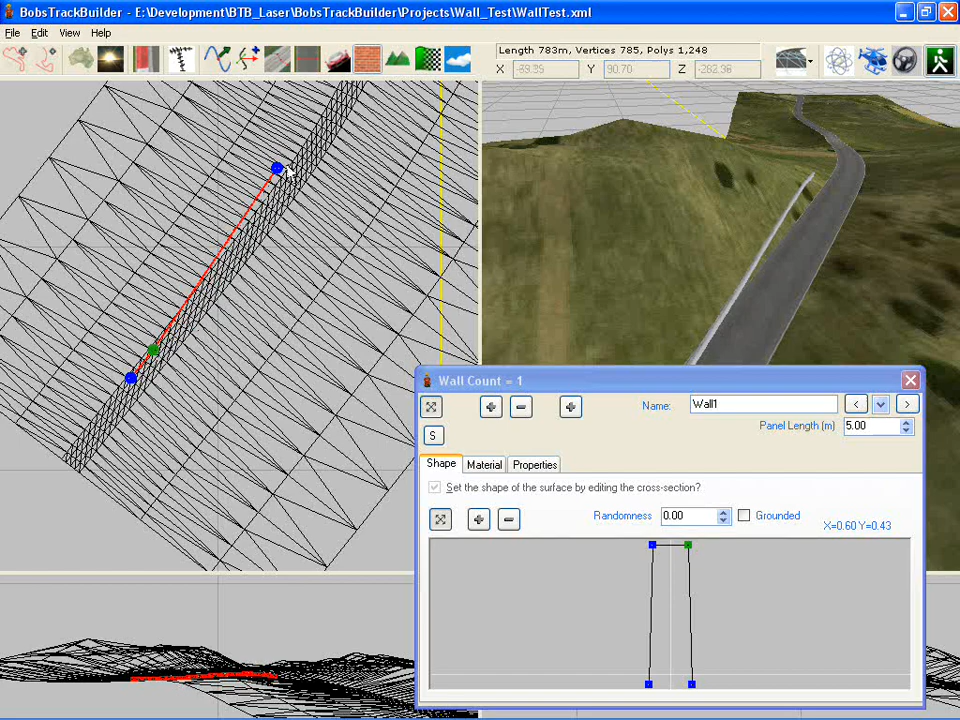 BobsTrackBuilder - E:\Development\BTB_Laser\BobsTrackBuilder\Projects\Wall_Test\WallTest.xml
File Edit View Help
Length 783m, Vertices 785, Polys 1,248
X -39.35 Y 90.70 Z -262.36
Wall Count = 1
Name: Wall1 < >
Panel Length (m) 5.00
S
Shape Material Properties
Set the shape of the surface by editing the cross-section?
Randomness 0.00 Grounded X=0.60 Y=0.43